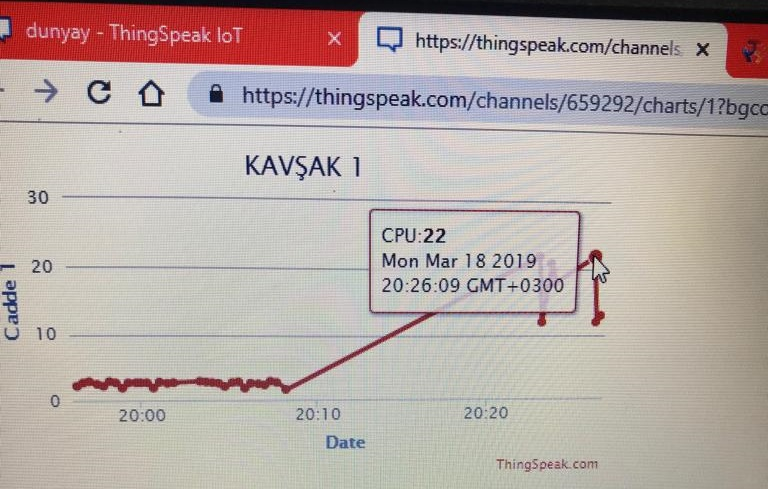 dunyay - ThingSpeak IoT
https://thingspeak.com/channels
https://thingspeak.com/channels/659292/charts/1?bgco
KAVŞAK 1
30
20
10
0
Cadde 1
CPU:22
Mon Mar 18 2019
20:26:09 GMT+0300
20:00
20:10
20:20
Date
ThingSpeak.com